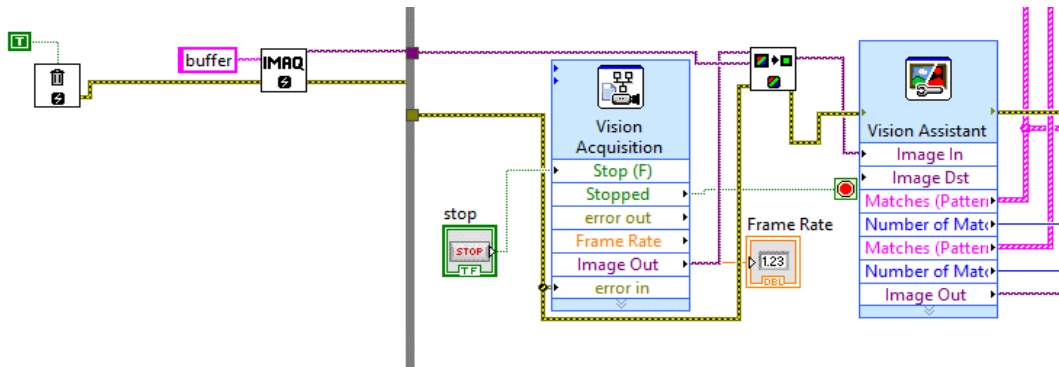 T
buffer
IMAQ
Vision
Acquisition
Stop (F)
Stopped
error out
Frame Rate
Image Out
error in
stop
STOP
TF
Frame Rate
1.23
DBL
Vision Assistant
Image In
Image Dst
Matches (Pattern
Number of Matc
Matches (Pattern
Number of Matc
Image Out